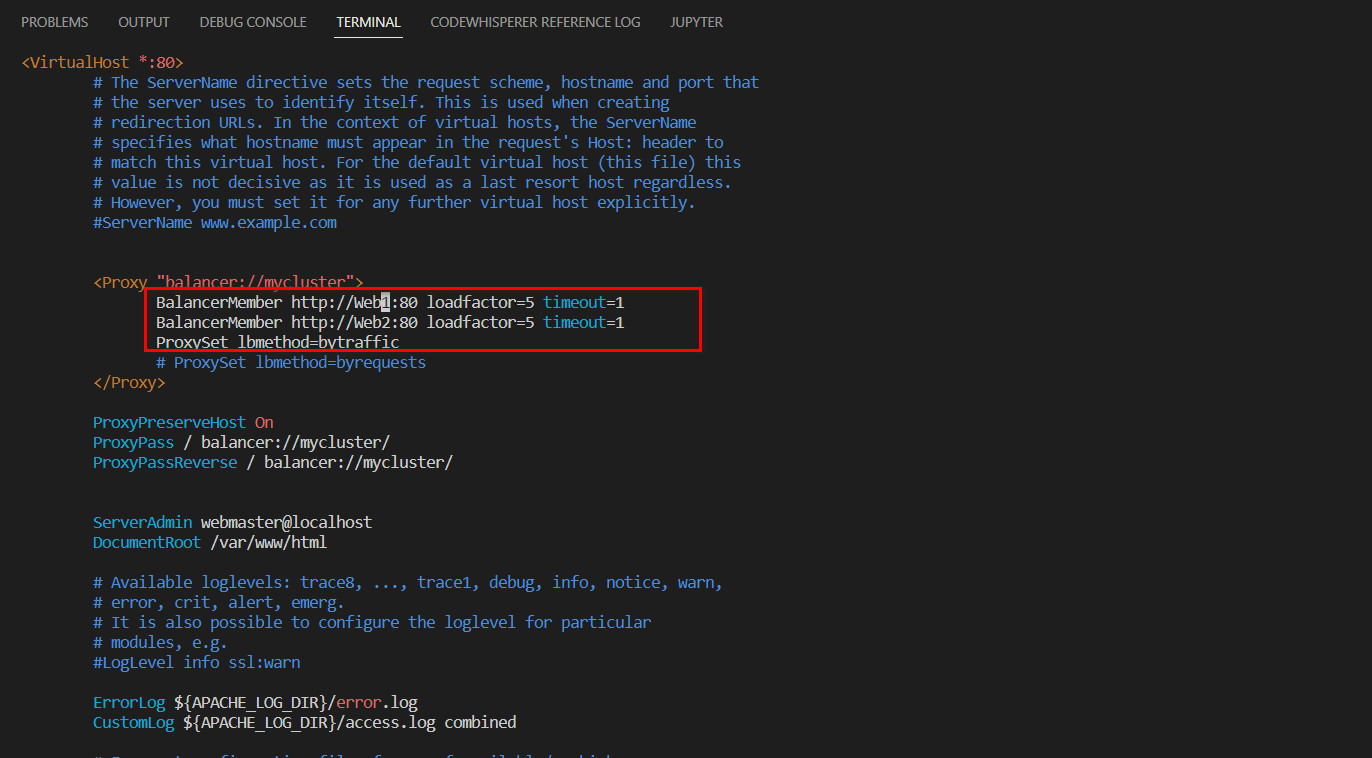 PROBLEMS OUTPUT DEBUG CONSOLE TERMINAL CODEWHISPERER REFERENCE LOG JUPYTER
<VirtualHost *:80>
# The ServerName directive sets the request scheme, hostname and port that
# the server uses to identify itself. This is used when creating
# redirection URLs. In the context of virtual hosts, the ServerName
# specifies what hostname must appear in the request's Host: header to
# match this virtual host. For the default virtual host (this file) this
# value is not decisive as it is used as a last resort host regardless.
# However, you must set it for any further virtual host explicitly.
#ServerName www.example.com
<Proxy "balancer://mycluster">
BalancerMember http://Web1:80 loadfactor=5 timeout=1
BalancerMember http://Web2:80 loadfactor=5 timeout=1
ProxySet lbmethod=bytraffic
# ProxySet lbmethod=byrequests
</Proxy>
ProxyPreserveHost On
ProxyPass / balancer://mycluster/
ProxyPassReverse / balancer://mycluster/
ServerAdmin webmaster@localhost
DocumentRoot /var/www/html
# Available loglevels: trace8, ..., trace1, debug, info, notice, warn,
# error, crit, alert, emerg.
# It is also possible to configure the loglevel for particular
# modules, e.g.
#LogLevel info ssl:warn
ErrorLog ${APACHE_LOG_DIR}/error.log
CustomLog ${APACHE_LOG_DIR}/access.log combined